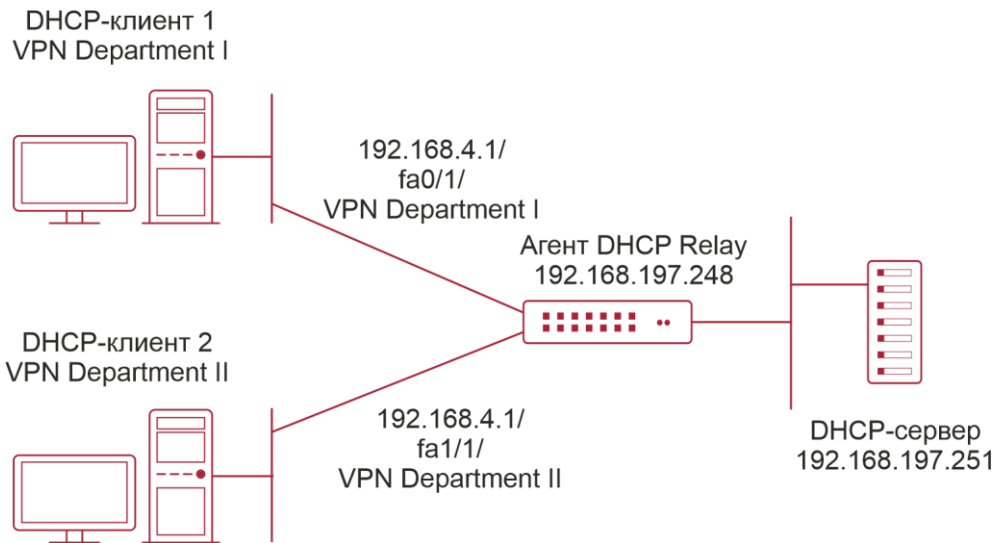 DHCP-клиент 1
VPN Department I
192.168.4.1/
fa0/1/
VPN Department I
Агент DHCP Relay
192.168.197.248
DHCP-клиент 2
VPN Department II
192.168.4.1/
fa1/1/
VPN Department II
DHCP-сервер
192.168.197.251